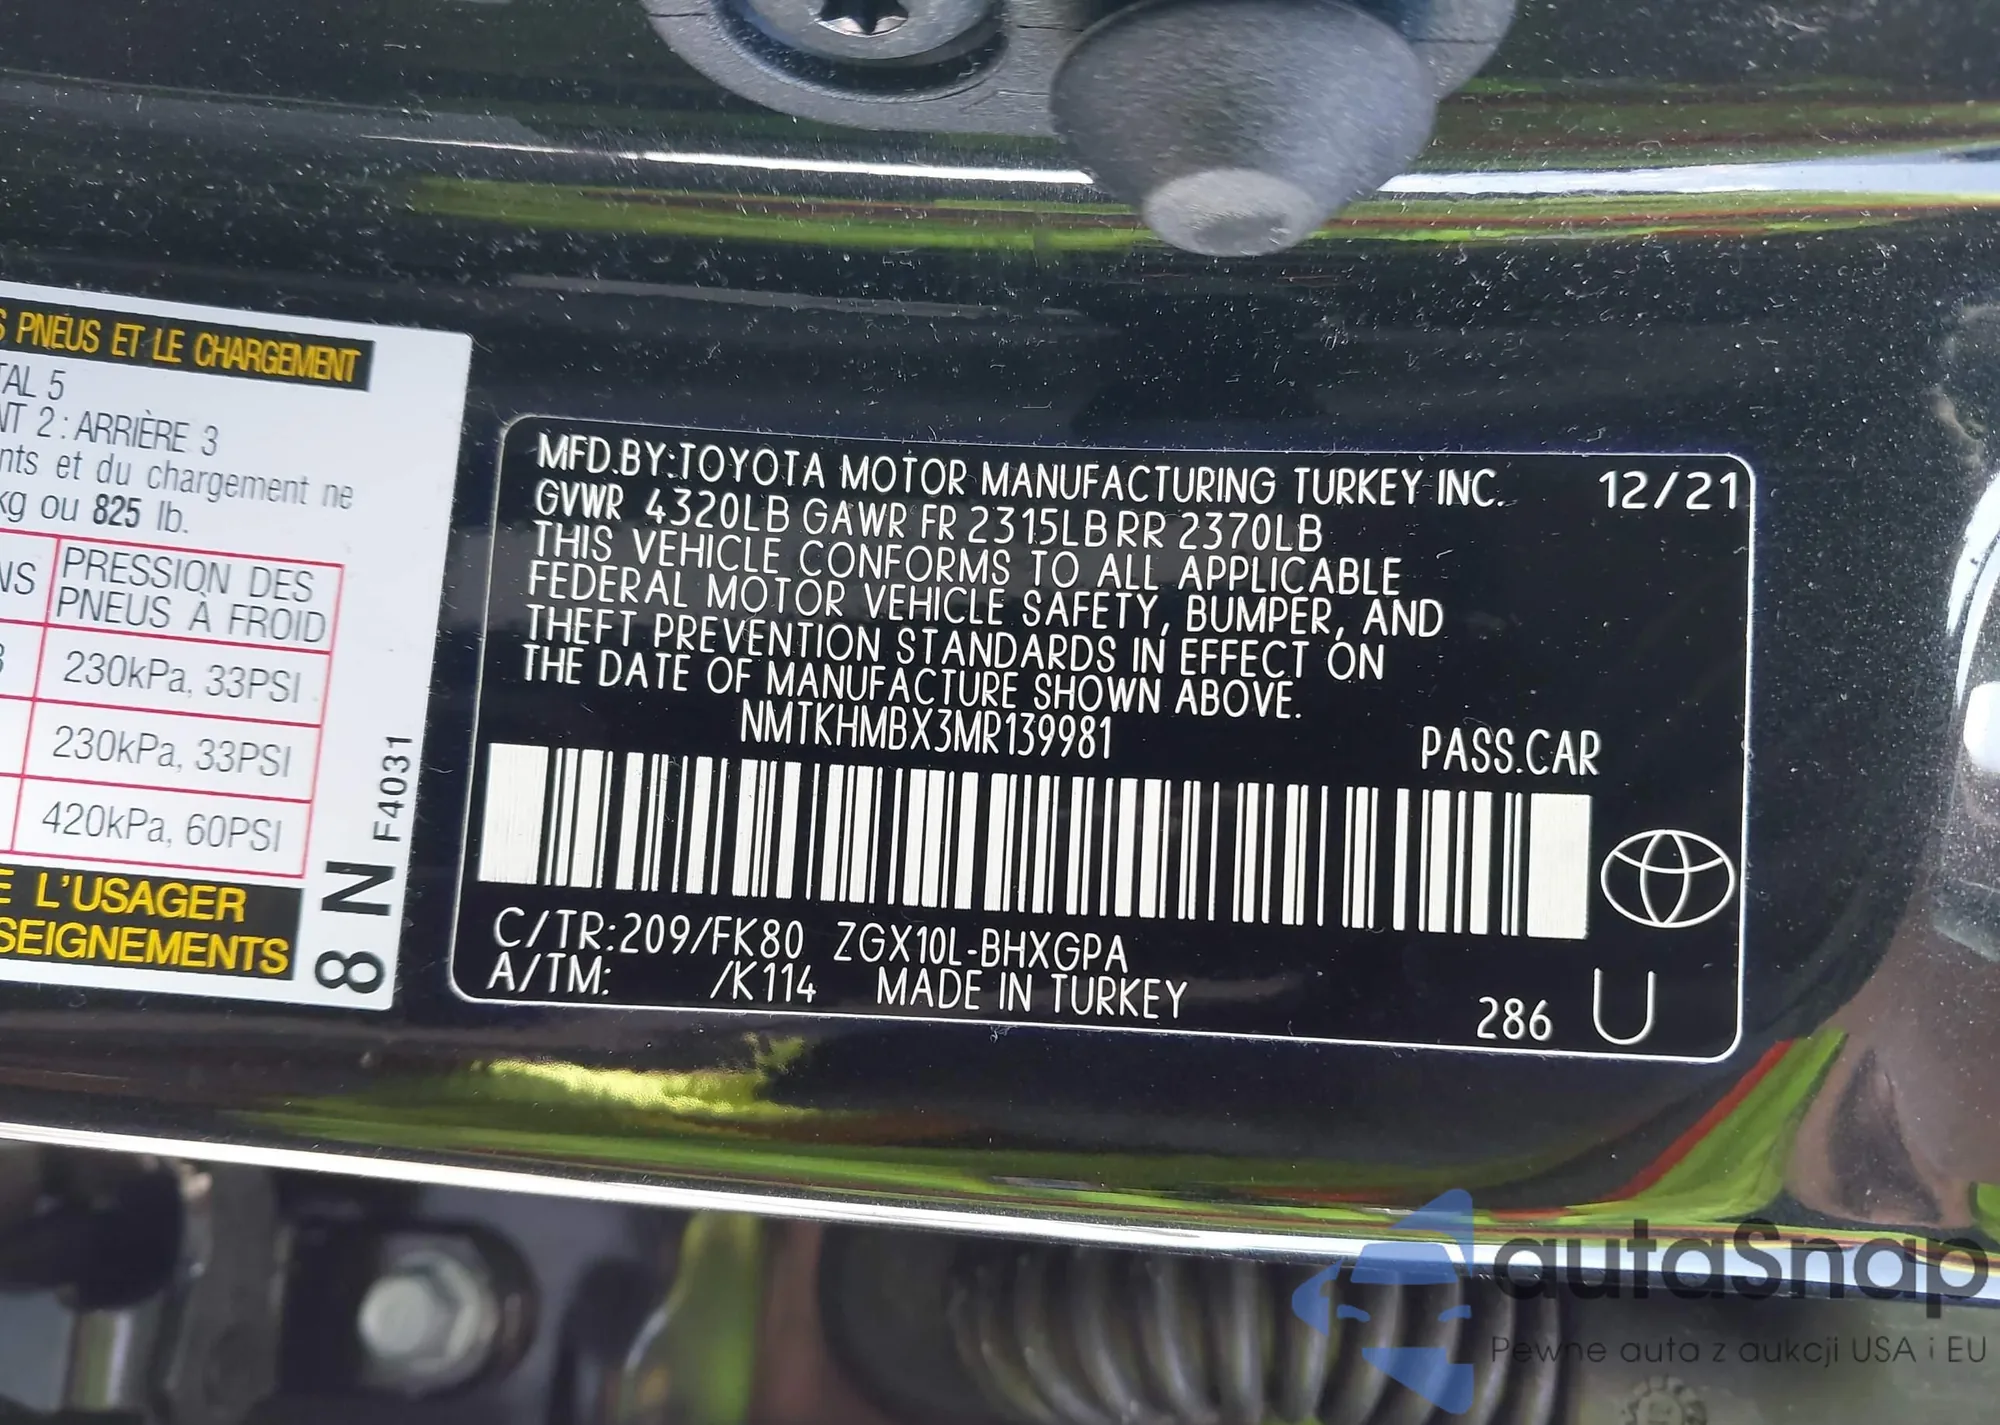 S PNEUS ET LE CHARGEMENT
TAL 5
NT 2 : ARRIÈRE 3
nts et du chargement ne
kg ou 825 lb.
NS
PRESSION DES
PNEUS À FROID
230kPa, 33PSI
230kPa, 33PSI
420kPa, 60PSI
E L'USAGER
SEIGNEMENTS
8 N
F4031
MFD.BY:TOYOTA MOTOR MANUFACTURING TURKEY INC. 12/21
GVWR 4320LB GAWR FR 2315LB RR 2370LB
THIS VEHICLE CONFORMS TO ALL APPLICABLE
FEDERAL MOTOR VEHICLE SAFETY, BUMPER, AND
THEFT PREVENTION STANDARDS IN EFFECT ON
THE DATE OF MANUFACTURE SHOWN ABOVE.
NMTKHMBX3MR139981 PASS.CAR
C/TR:209/FK80 ZGX10L-BHXGPA
A/TM: /K114 MADE IN TURKEY 286 U
autaSnap
Pewne auta z aukcji USA i EU